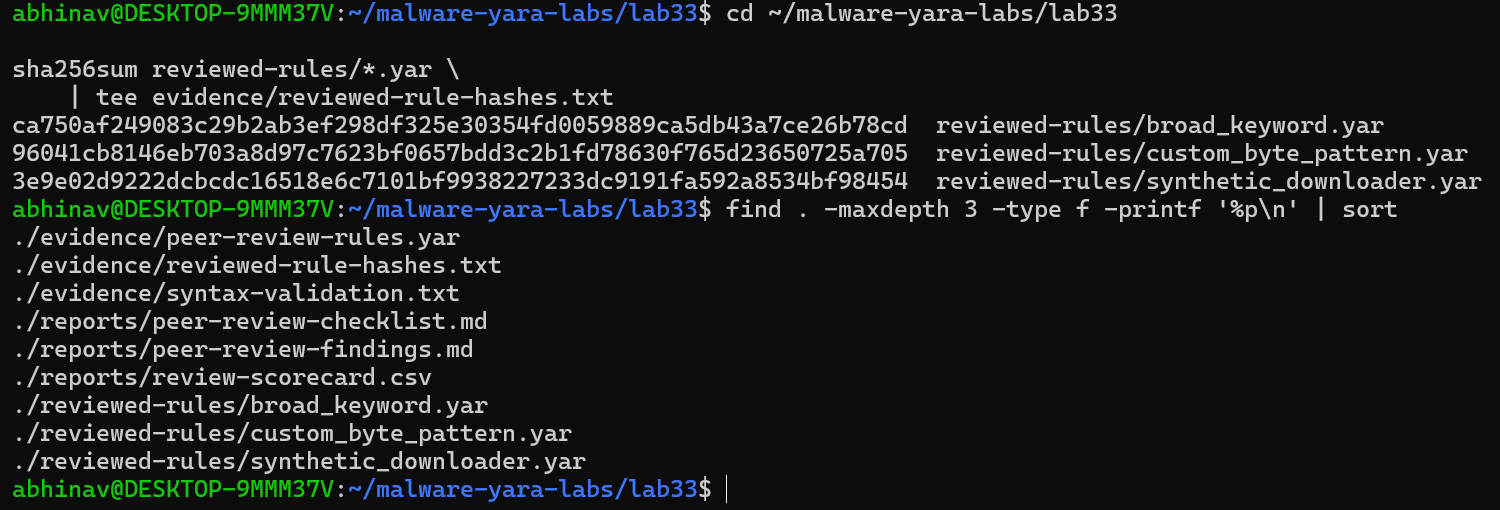 abhinav@DESKTOP-9MMM37V:~/malware-yara-labs/lab33$ cd ~/malware-yara-labs/lab33
sha256sum reviewed-rules/*.yar \
    | tee evidence/reviewed-rule-hashes.txt
ca750af249083c29b2ab3ef298df325e30354fd0059889ca5db43a7ce26b78cd  reviewed-rules/broad_keyword.yar
96041cb8146eb703a8d97c7623bf0657bdd3c2b1fd78630f765d23650725a705  reviewed-rules/custom_byte_pattern.yar
3e9e02d9222dcbcdc16518e6c7101bf9938227233dc9191fa592a8534bf98454  reviewed-rules/synthetic_downloader.yar
abhinav@DESKTOP-9MMM37V:~/malware-yara-labs/lab33$ find . -maxdepth 3 -type f -printf '%p\n' | sort
./evidence/peer-review-rules.yar
./evidence/reviewed-rule-hashes.txt
./evidence/syntax-validation.txt
./reports/peer-review-checklist.md
./reports/peer-review-findings.md
./reports/review-scorecard.csv
./reviewed-rules/broad_keyword.yar
./reviewed-rules/custom_byte_pattern.yar
./reviewed-rules/synthetic_downloader.yar
abhinav@DESKTOP-9MMM37V:~/malware-yara-labs/lab33$